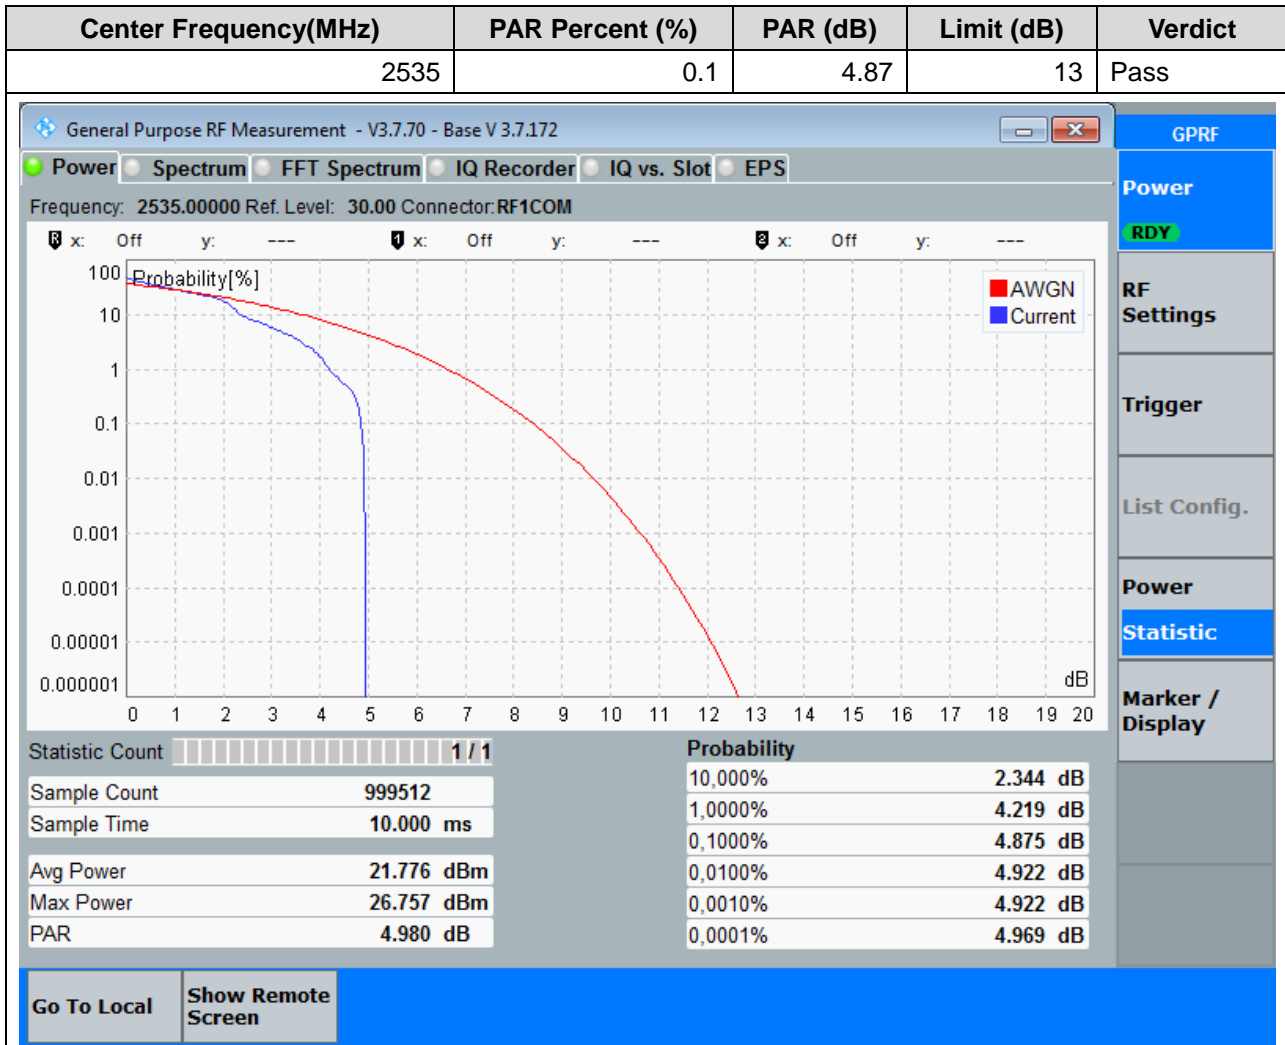 Center Frequency(MHz) PAR Percent (%) PAR (dB) Limit (dB) Verdict
2535 0.1 4.87 13 Pass
General Purpose RF Measurement - V3.7.70 - Base V 3.7.172
GPRF
Power Spectrum FFT Spectrum IQ Recorder IQ vs. Slot EPS
Power
RDY
Frequency: 2535.00000 Ref. Level: 30.00 Connector: RF1COM
R x: Off y: --- 1 x: Off y: --- 2 x: Off y: ---
Probability[%]
AWGN
Current
100
10
1
0.1
0.01
0.001
0.0001
0.00001
0.000001
dB
0 1 2 3 4 5 6 7 8 9 10 11 12 13 14 15 16 17 18 19 20
RF
Settings
Trigger
List Config.
Power
Statistic
Marker /
Display
Statistic Count 1 / 1
Sample Count 999512
Sample Time 10.000 ms
Avg Power 21.776 dBm
Max Power 26.757 dBm
PAR 4.980 dB
Probability
10,000% 2.344 dB
1,0000% 4.219 dB
0,1000% 4.875 dB
0,0100% 4.922 dB
0,0010% 4.922 dB
0,0001% 4.969 dB
Go To Local
Show Remote
Screen